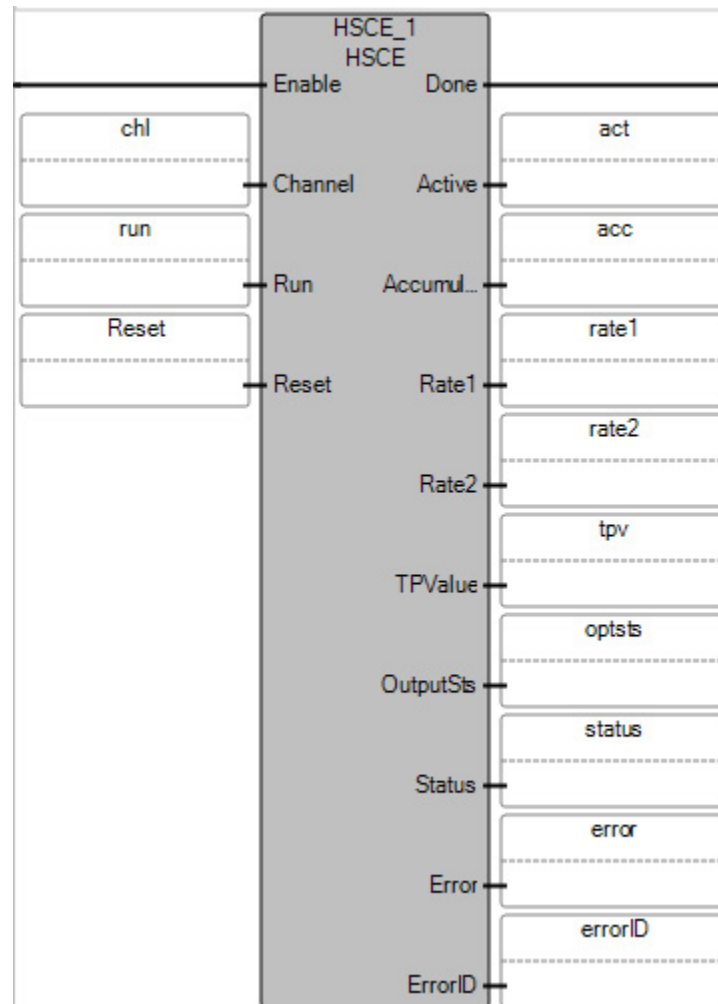 HSCE_1
HSCE
Enable Done
chl act
Channel Active
run acc
Run Accumul...
Reset rate1
Reset Rate1
rate2
Rate2
tpv
TPValue
optsts
OutputSts
status
Status
error
Error
errorID
ErrorID